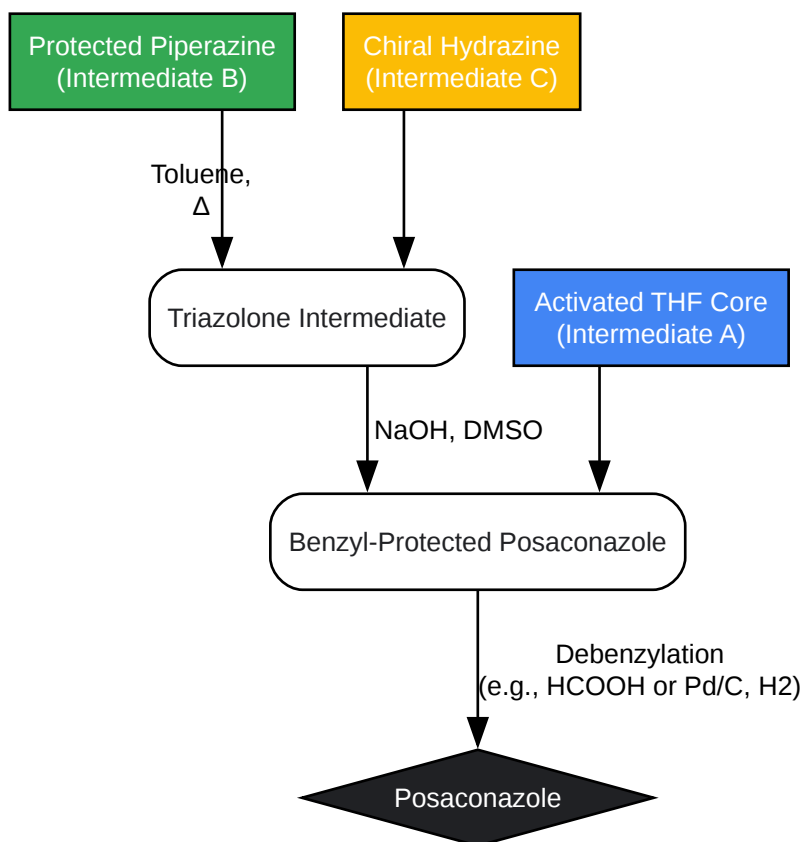 Protected Piperazine
(Intermediate B)
Chiral Hydrazine
(Intermediate C)
Toluene,
Δ
Triazolone Intermediate
Activated THF Core
(Intermediate A)
NaOH, DMSO
Benzyl-Protected Posaconazole
Debenzylation
(e.g., HCOOH or Pd/C, H2)
Posaconazole